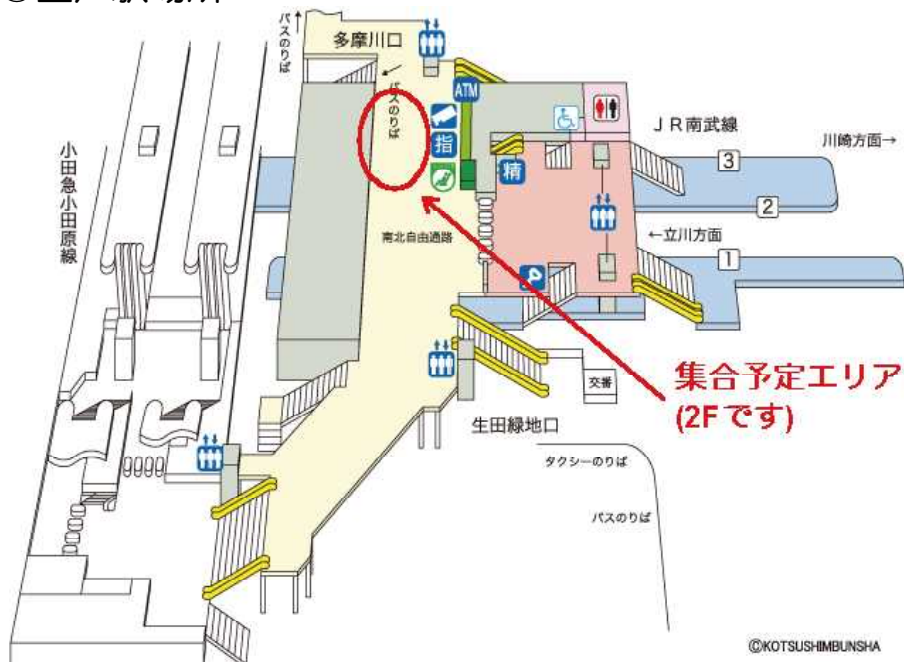 バスのりば
多摩川口
バスのりば
ATM
指
精
JR南武線
川崎方面→
3
2
小田急小田原線
南北自由通路
←立川方面
1
集合予定エリア
(2Fです)
交番
生田緑地口
タクシーのりば
バスのりば
©KOTSUSHIMBUNSHA